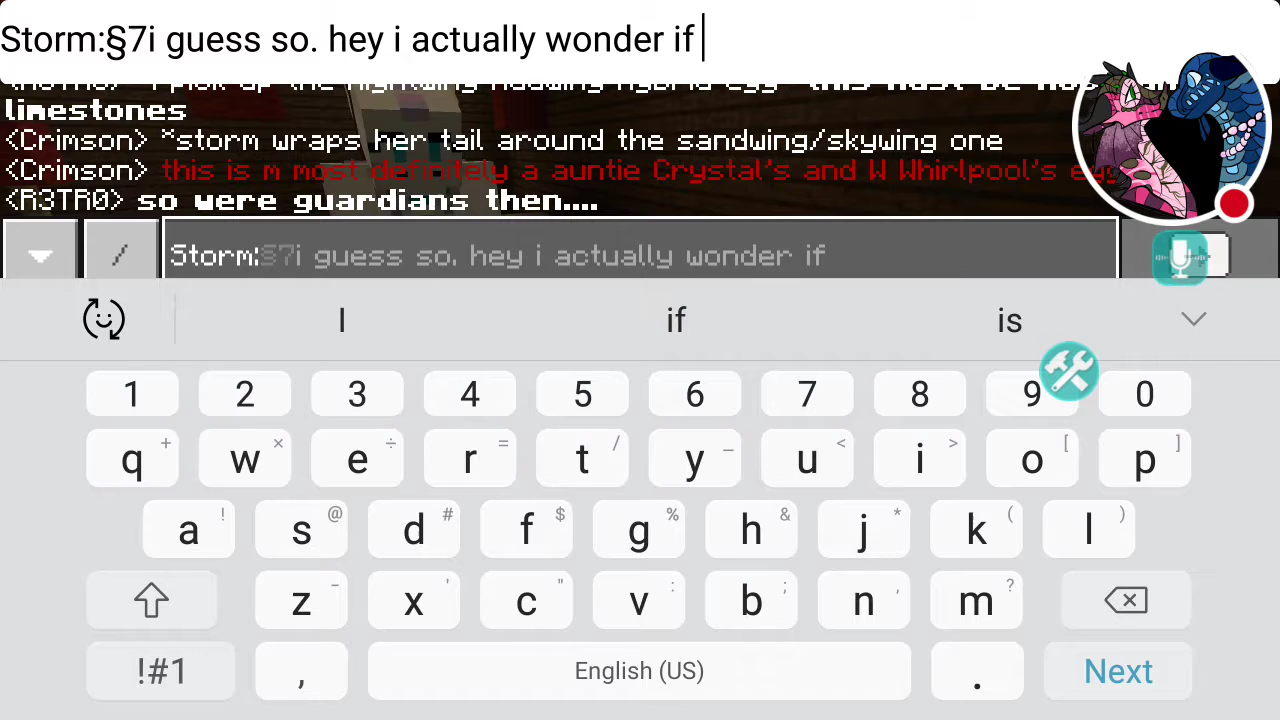 Storm:§7i guess so. hey i actually wonder if
limestones
<Crimson> *storm wraps her tail around the sandwing/skywing one
<Crimson> this is m most definitely a auntie Crystal's and W Whirlpool's egg
<R3TR0> so were guardians then....
/ Storm:§7i guess so. hey i actually wonder if
I if is
1 2 3 4 5 6 7 8 9 0
q + w × e ÷ r = t / y _ u < i > o [ p ]
a ! s @ d # f $ g % h & j * k ( l )
z - x ' c " v : b ; n , m ?
!#1 , English (US) . Next